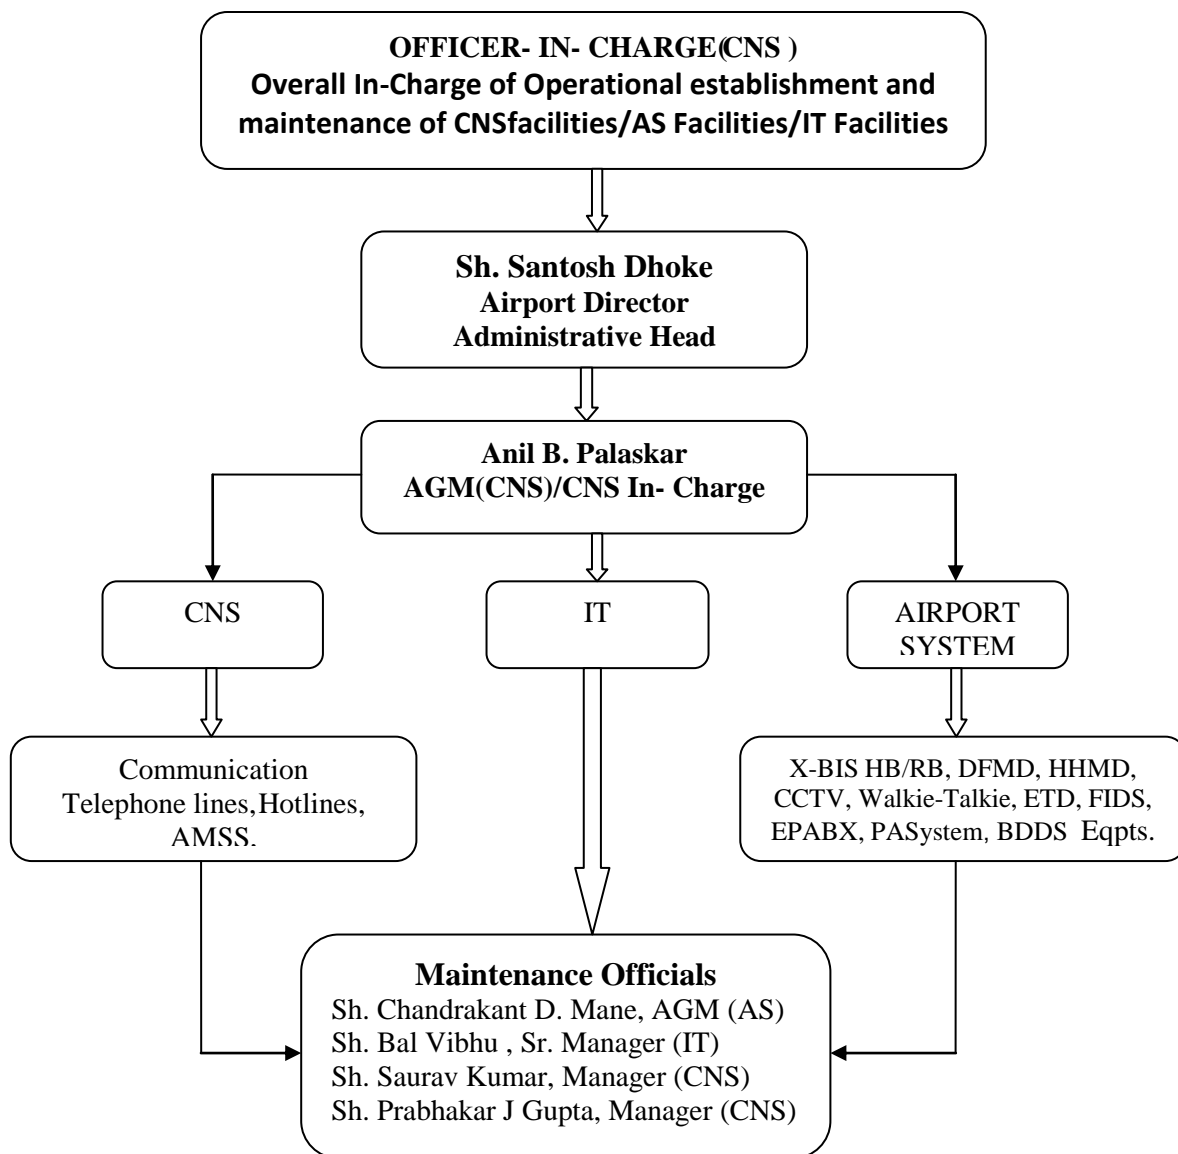 OFFICER- IN- CHARGE(CNS )
Overall In-Charge of Operational establishment and
maintenance of CNSfacilities/AS Facilities/IT Facilities
Sh. Santosh Dhoke
Airport Director
Administrative Head
Anil B. Palaskar
AGM(CNS)/CNS In- Charge
CNS
IT
AIRPORT
SYSTEM
Communication
Telephone lines,Hotlines,
AMSS.
X-BIS HB/RB, DFMD, HHMD,
CCTV, Walkie-Talkie, ETD, FIDS,
EPABX, PASystem, BDDS Eqpts.
Maintenance Officials
Sh. Chandrakant D. Mane, AGM (AS)
Sh. Bal Vibhu , Sr. Manager (IT)
Sh. Saurav Kumar, Manager (CNS)
Sh. Prabhakar J Gupta, Manager (CNS)